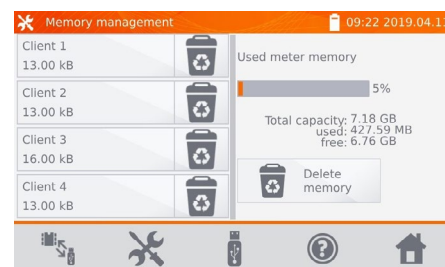 Memory management
09:22 2019.04.11
Client 1
13.00 kB
Client 2
13.00 kB
Client 3
16.00 kB
Client 4
13.00 kB
Used meter memory
5%
Total capacity: 7.18 GB
used: 427.59 MB
free: 6.76 GB
Delete
memory